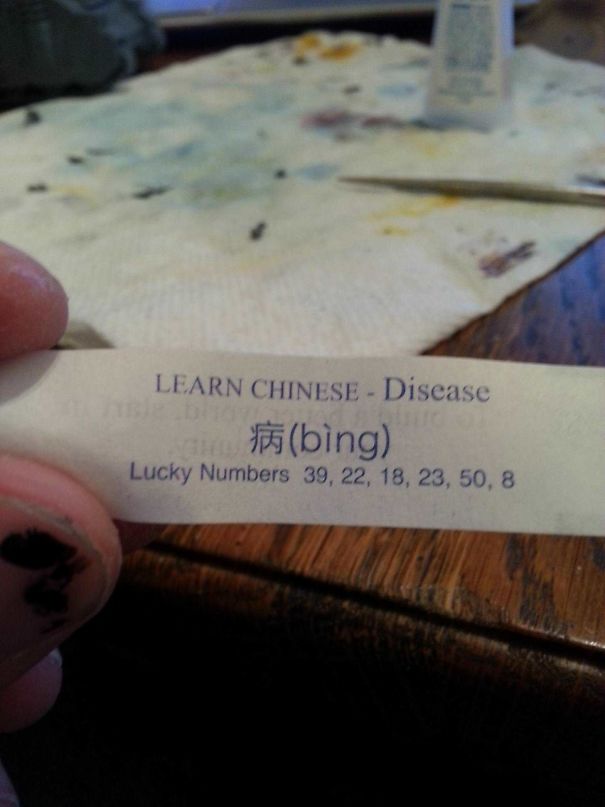 LEARN CHINESE - Disease
病(bìng)
Lucky Numbers 39, 22, 18, 23, 50, 8